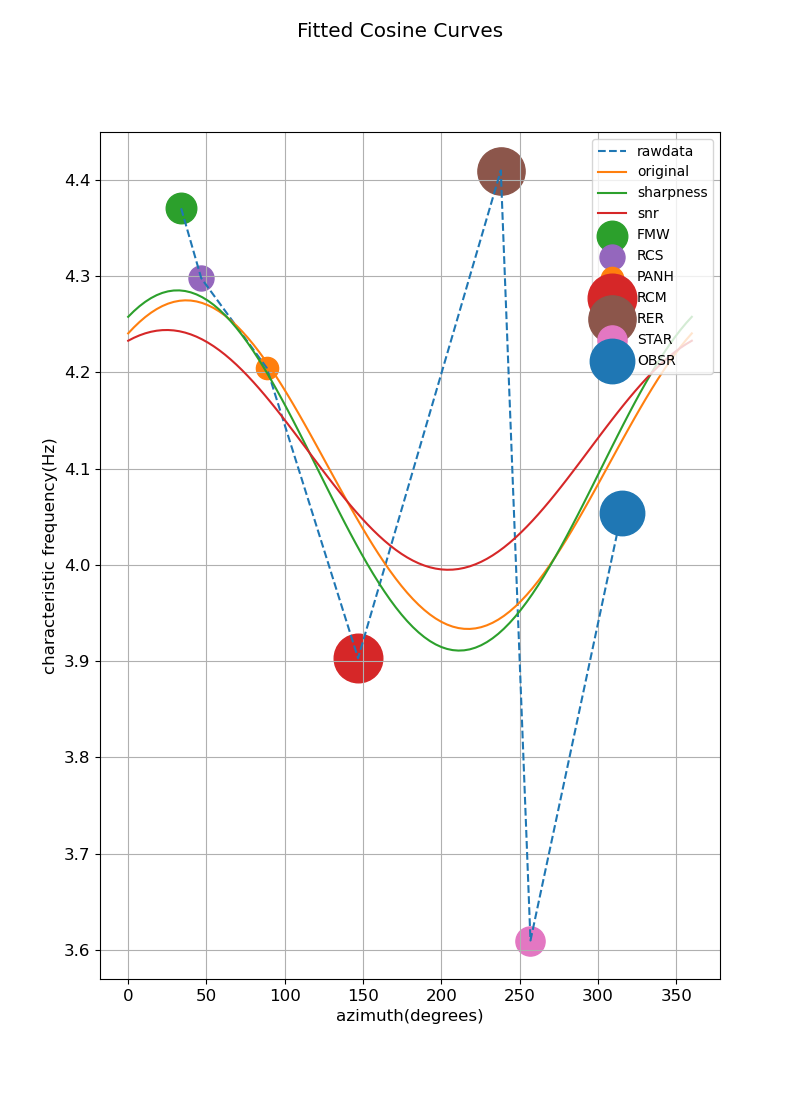 Fitted Cosine Curves
rawdata
original
sharpness
snr
FMW
RCS
PANH
RCM
RER
STAR
OBSR
4.4
4.3
4.2
4.1
4.0
3.9
3.8
3.7
3.6
characteristic frequency(Hz)
0 50 100 150 200 250 300 350
azimuth(degrees)